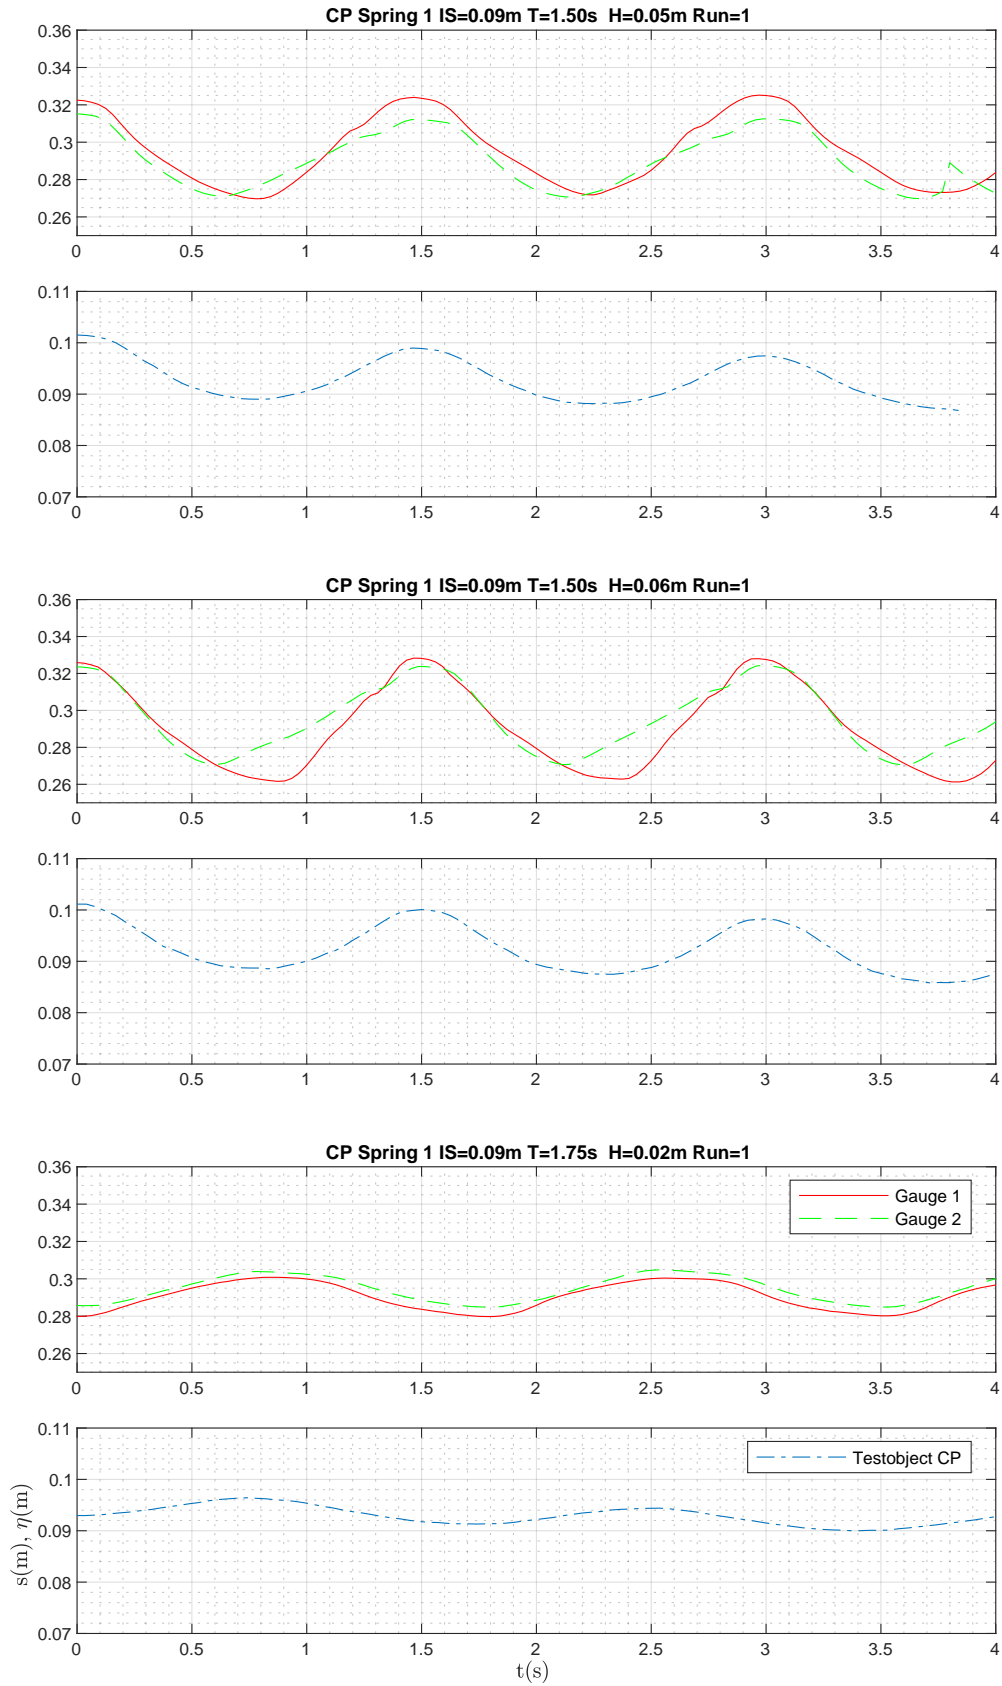 CP Spring 1 IS=0.09m T=1.50s  H=0.05m Run=1
0.36
0.34
0.32
0.3
0.28
0.26
0 0.5 1 1.5 2 2.5 3 3.5 4
0.11
0.1
0.09
0.08
0.07
0 0.5 1 1.5 2 2.5 3 3.5 4
CP Spring 1 IS=0.09m T=1.50s  H=0.06m Run=1
0.36
0.34
0.32
0.3
0.28
0.26
0 0.5 1 1.5 2 2.5 3 3.5 4
0.11
0.1
0.09
0.08
0.07
0 0.5 1 1.5 2 2.5 3 3.5 4
CP Spring 1 IS=0.09m T=1.75s  H=0.02m Run=1
0.36
0.34
0.32
0.3
0.28
0.26
Gauge 1
Gauge 2
0 0.5 1 1.5 2 2.5 3 3.5 4
0.11
0.1
0.09
0.08
0.07
Testobject CP
s(m), η(m)
0 0.5 1 1.5 2 2.5 3 3.5 4
t(s)